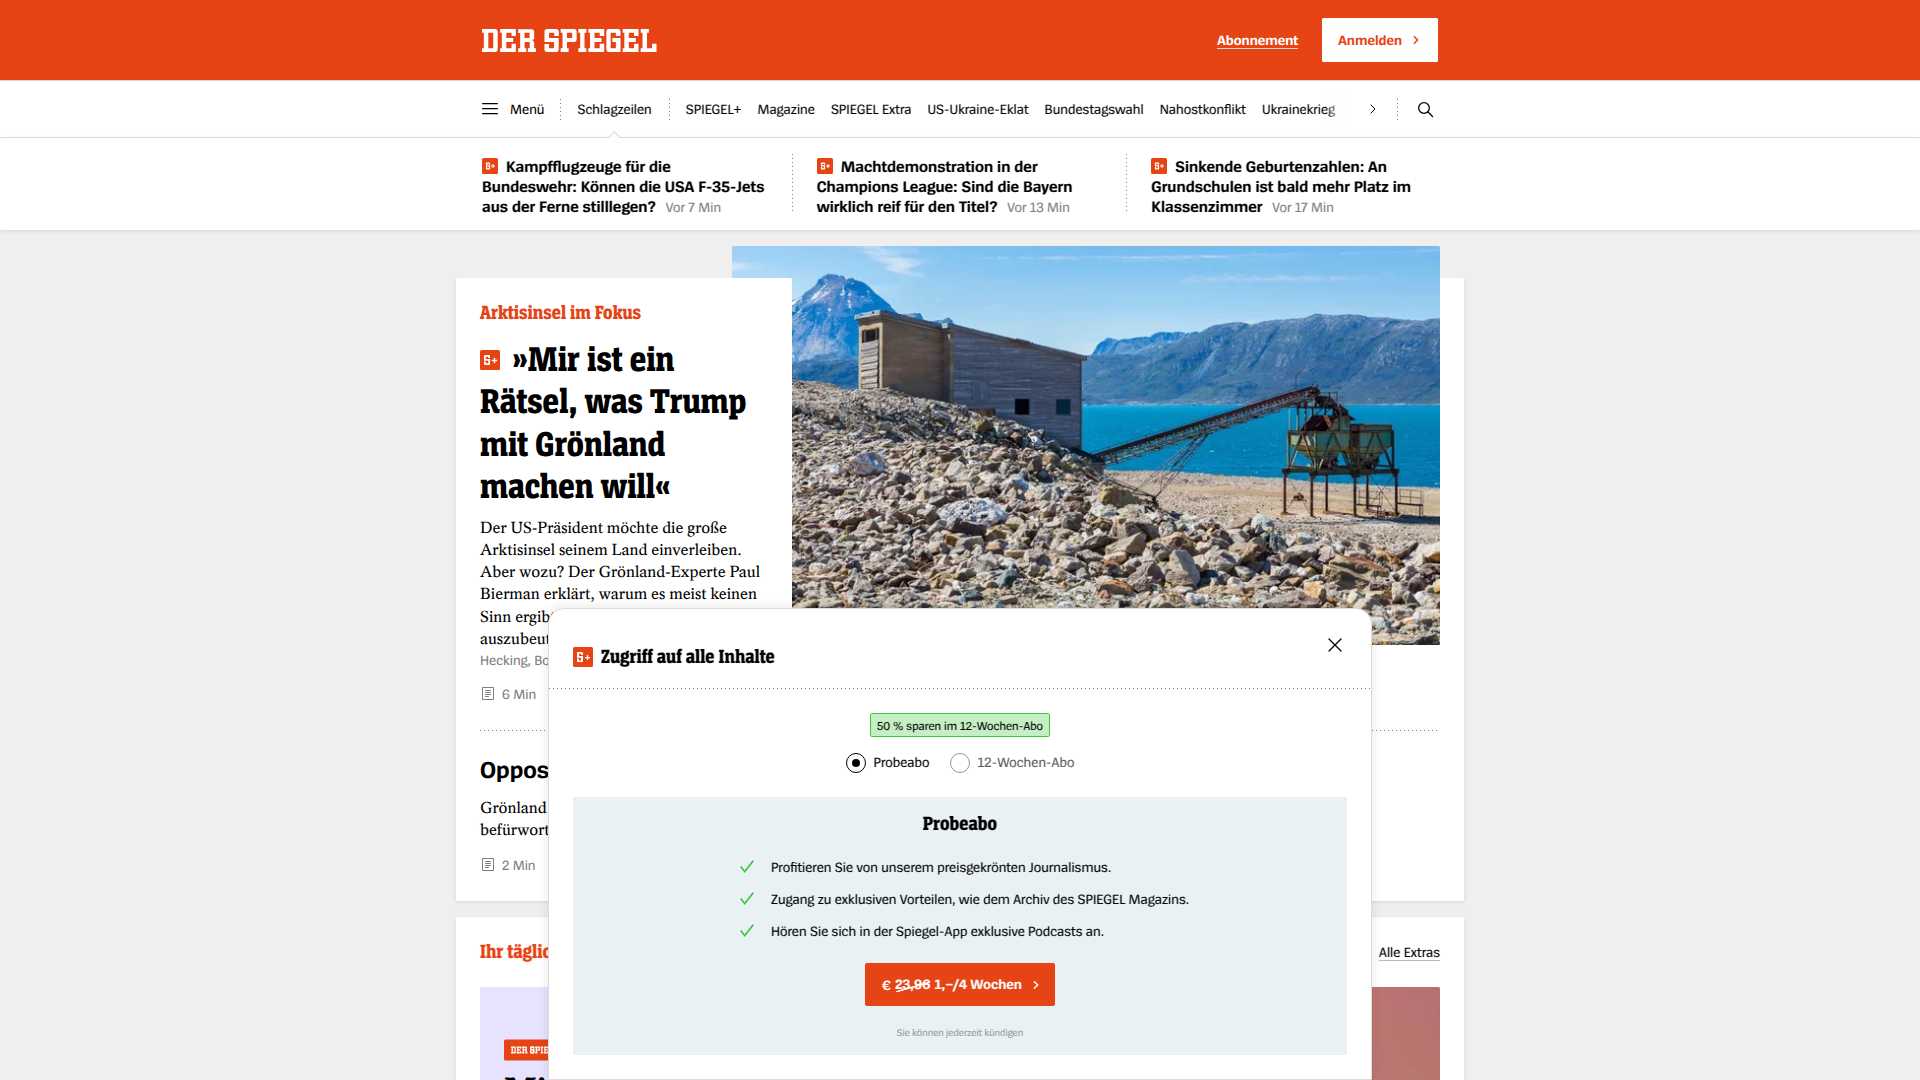 DER SPIEGEL
Abonnement
Anmelden
Menü
Schlagzeilen
SPIEGEL+
Magazine
SPIEGEL Extra
US-Ukraine-Eklat
Bundestagswahl
Nahostkonflikt
Ukrainekrieg
Kampfflugzeuge für die
Bundeswehr: Können die USA F-35-Jets
aus der Ferne stilllegen? Vor 7 Min
Machtdemonstration in der
Champions League: Sind die Bayern
wirklich reif für den Titel? Vor 13 Min
Sinkende Geburtenzahlen: An
Grundschulen ist bald mehr Platz im
Klassenzimmer Vor 17 Min
Arktisinsel im Fokus
»Mir ist ein
Rätsel, was Trump
mit Grönland
machen will«
Der US-Präsident möchte die große
Arktisinsel seinem Land einverleiben.
Aber wozu? Der Grönland-Experte Paul
Bierman erklärt, warum es meist keinen
Sinn ergib
auszubeut
Hecking, Bo
6 Min
Oppos
Grönland
befürwort
2 Min
Zugriff auf alle Inhalte
50 % sparen im 12-Wochen-Abo
Probeabo
12-Wochen-Abo
Probeabo
Profitieren Sie von unserem preisgekrönten Journalismus.
Zugang zu exklusiven Vorteilen, wie dem Archiv des SPIEGEL Magazins.
Hören Sie sich in der Spiegel-App exklusive Podcasts an.
€ 23,96 1,–/4 Wochen
Sie können jederzeit kündigen
Ihr täglic
Alle Extras
DER SPIE